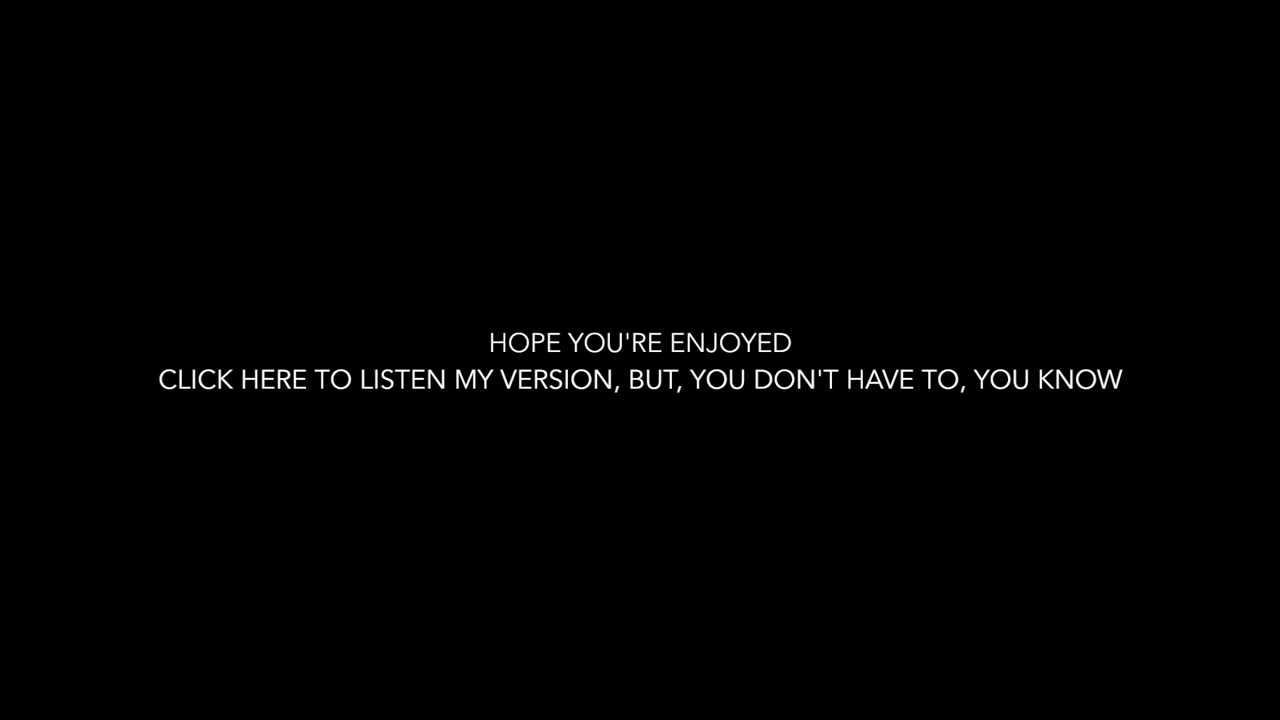 HOPE YOU'RE ENJOYED
CLICK HERE TO LISTEN MY VERSION, BUT, YOU DON'T HAVE TO, YOU KNOW